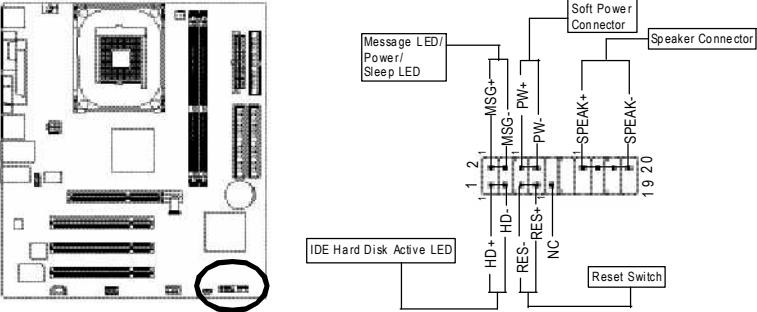 Soft Power
Connector
Speaker Connector
Message LED/
Power/
Sleep LED
MSG+
MSG-
PW+
PW-
SPEAK+
SPEAK-
1
1
1
2
20
1
19
1
1
HD+
HD-
RES-
RES+
NC
IDE Hard Disk Active LED
Reset Switch